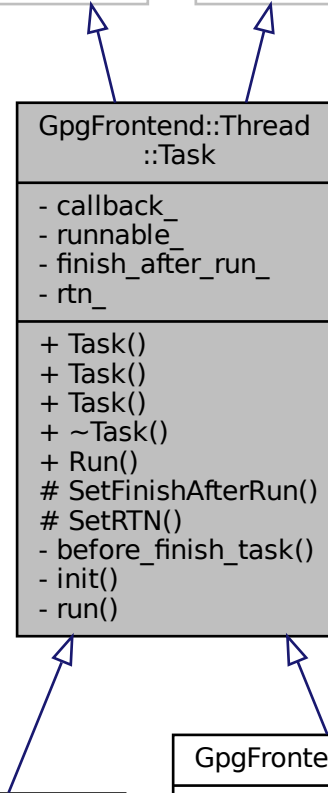 GpgFrontend::Thread
::Task
- callback_
- runnable_
- finish_after_run_
- rtn_
+ Task()
+ Task()
+ Task()
+ ~Task()
+ Run()
# SetFinishAfterRun()
# SetRTN()
- before_finish_task()
- init()
- run()
GpgFronte